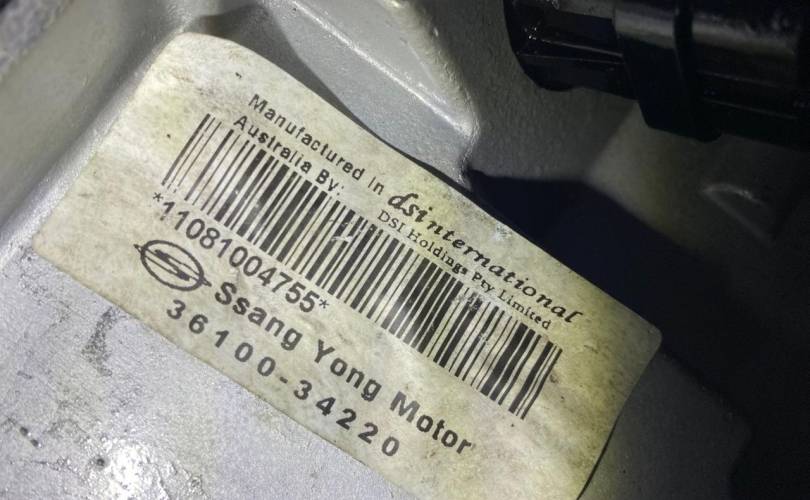 Manufactured In
Australia By:
dsinternational
DSI Holdings Pty Limited
*11081004755*
Ssang Yong Motor
36100-34220